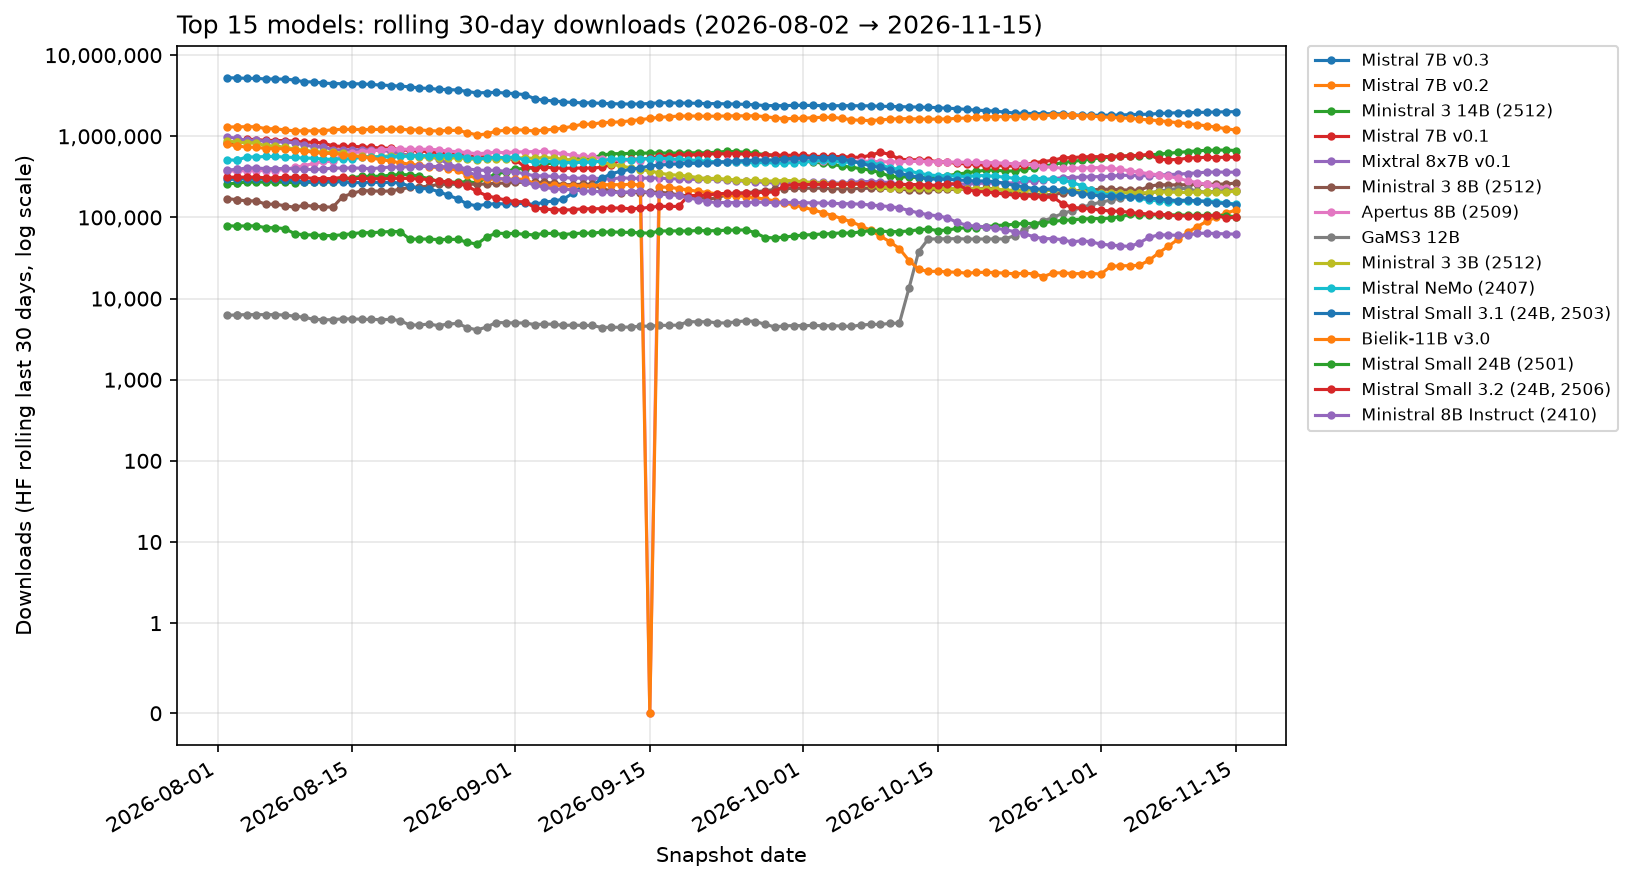 Top 15 models: rolling 30-day downloads (2026-08-02 → 2026-11-15)
Downloads (HF rolling last 30 days, log scale)
10,000,000
1,000,000
100,000
10,000
1,000
100
10
1
0
2026-08-01
2026-08-15
2026-09-01
2026-09-15
2026-10-01
2026-10-15
2026-11-01
2026-11-15
Snapshot date
Mistral 7B v0.3
Mistral 7B v0.2
Ministral 3 14B (2512)
Mistral 7B v0.1
Mixtral 8x7B v0.1
Ministral 3 8B (2512)
Apertus 8B (2509)
GaMS3 12B
Ministral 3 3B (2512)
Mistral NeMo (2407)
Mistral Small 3.1 (24B, 2503)
Bielik-11B v3.0
Mistral Small 24B (2501)
Mistral Small 3.2 (24B, 2506)
Ministral 8B Instruct (2410)